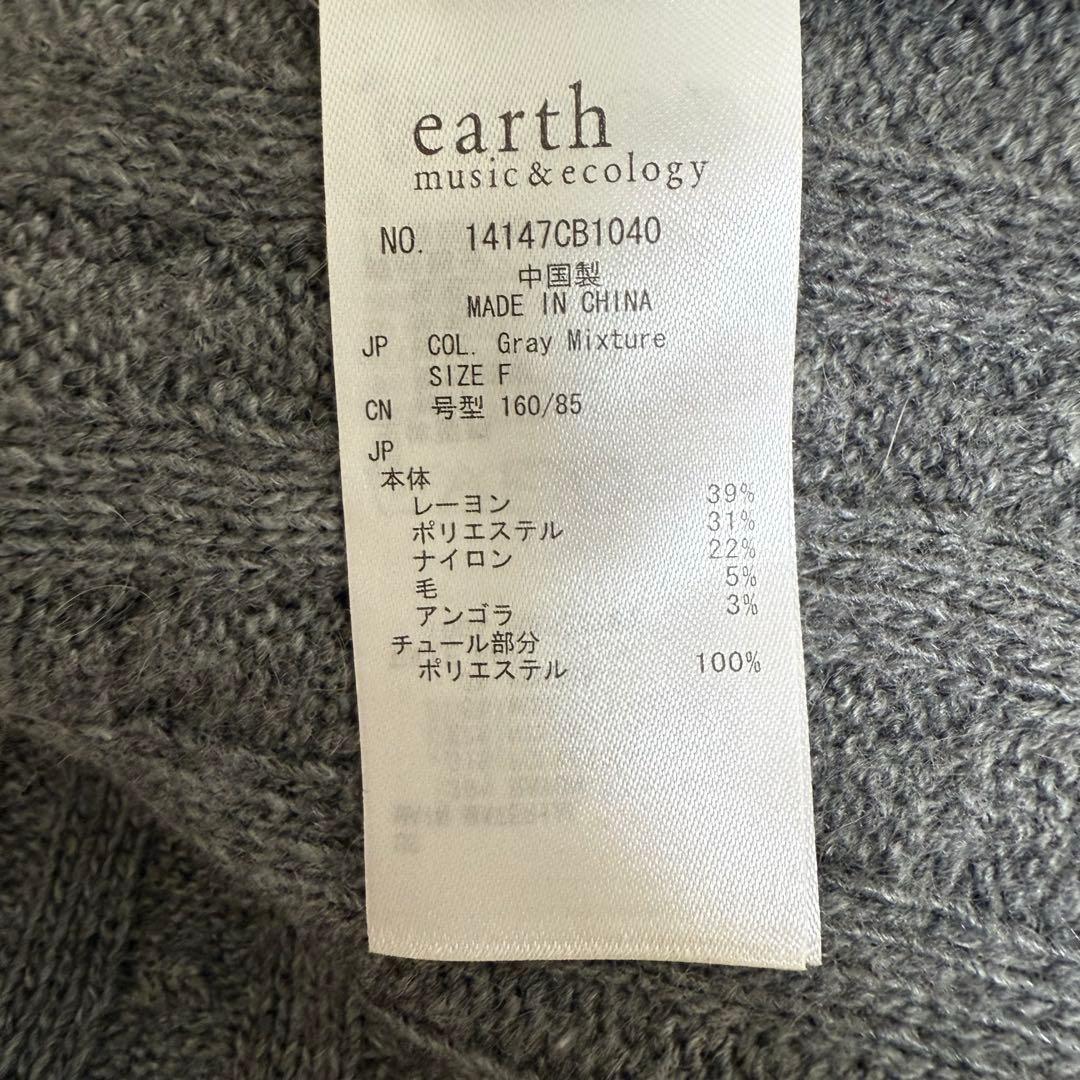 earth
music & ecology
NO. 14147CB1040
中国製
MADE IN CHINA
JP COL. Gray Mixture
SIZE F
CN 号型 160/85
JP
本体
レーヨン 39%
ポリエステル 31%
ナイロン 22%
毛 5%
アンゴラ 3%
チュール部分
ポリエステル 100%